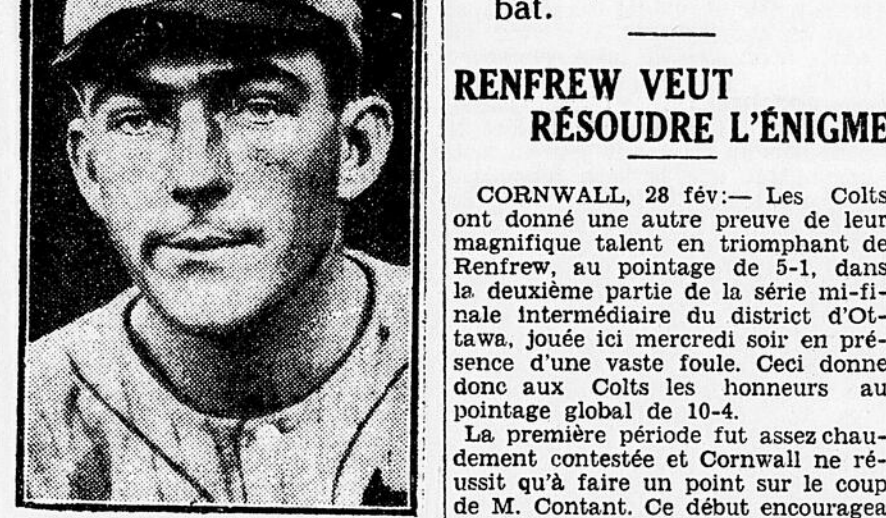 bat.
RENFREW VEUT
RÉSOUDRE L'ÉNIGME
CORNWALL, 28 fév:— Les Colts
ont donné une autre preuve de leur
magnifique talent en triomphant de
Renfrew, au pointage de 5-1, dans
la deuxième partie de la série mi-fi-
nale intermédiaire du district d'Ot-
tawa, jouée ici mercredi soir en pré-
sence d'une vaste foule. Ceci donne
donc aux Colts les honneurs au
pointage global de 10-4.
La première période fut assez chau-
dement contestée et Cornwall ne ré-
ussit qu'à faire un point sur le coup
de M. Contant. Ce début encouragea